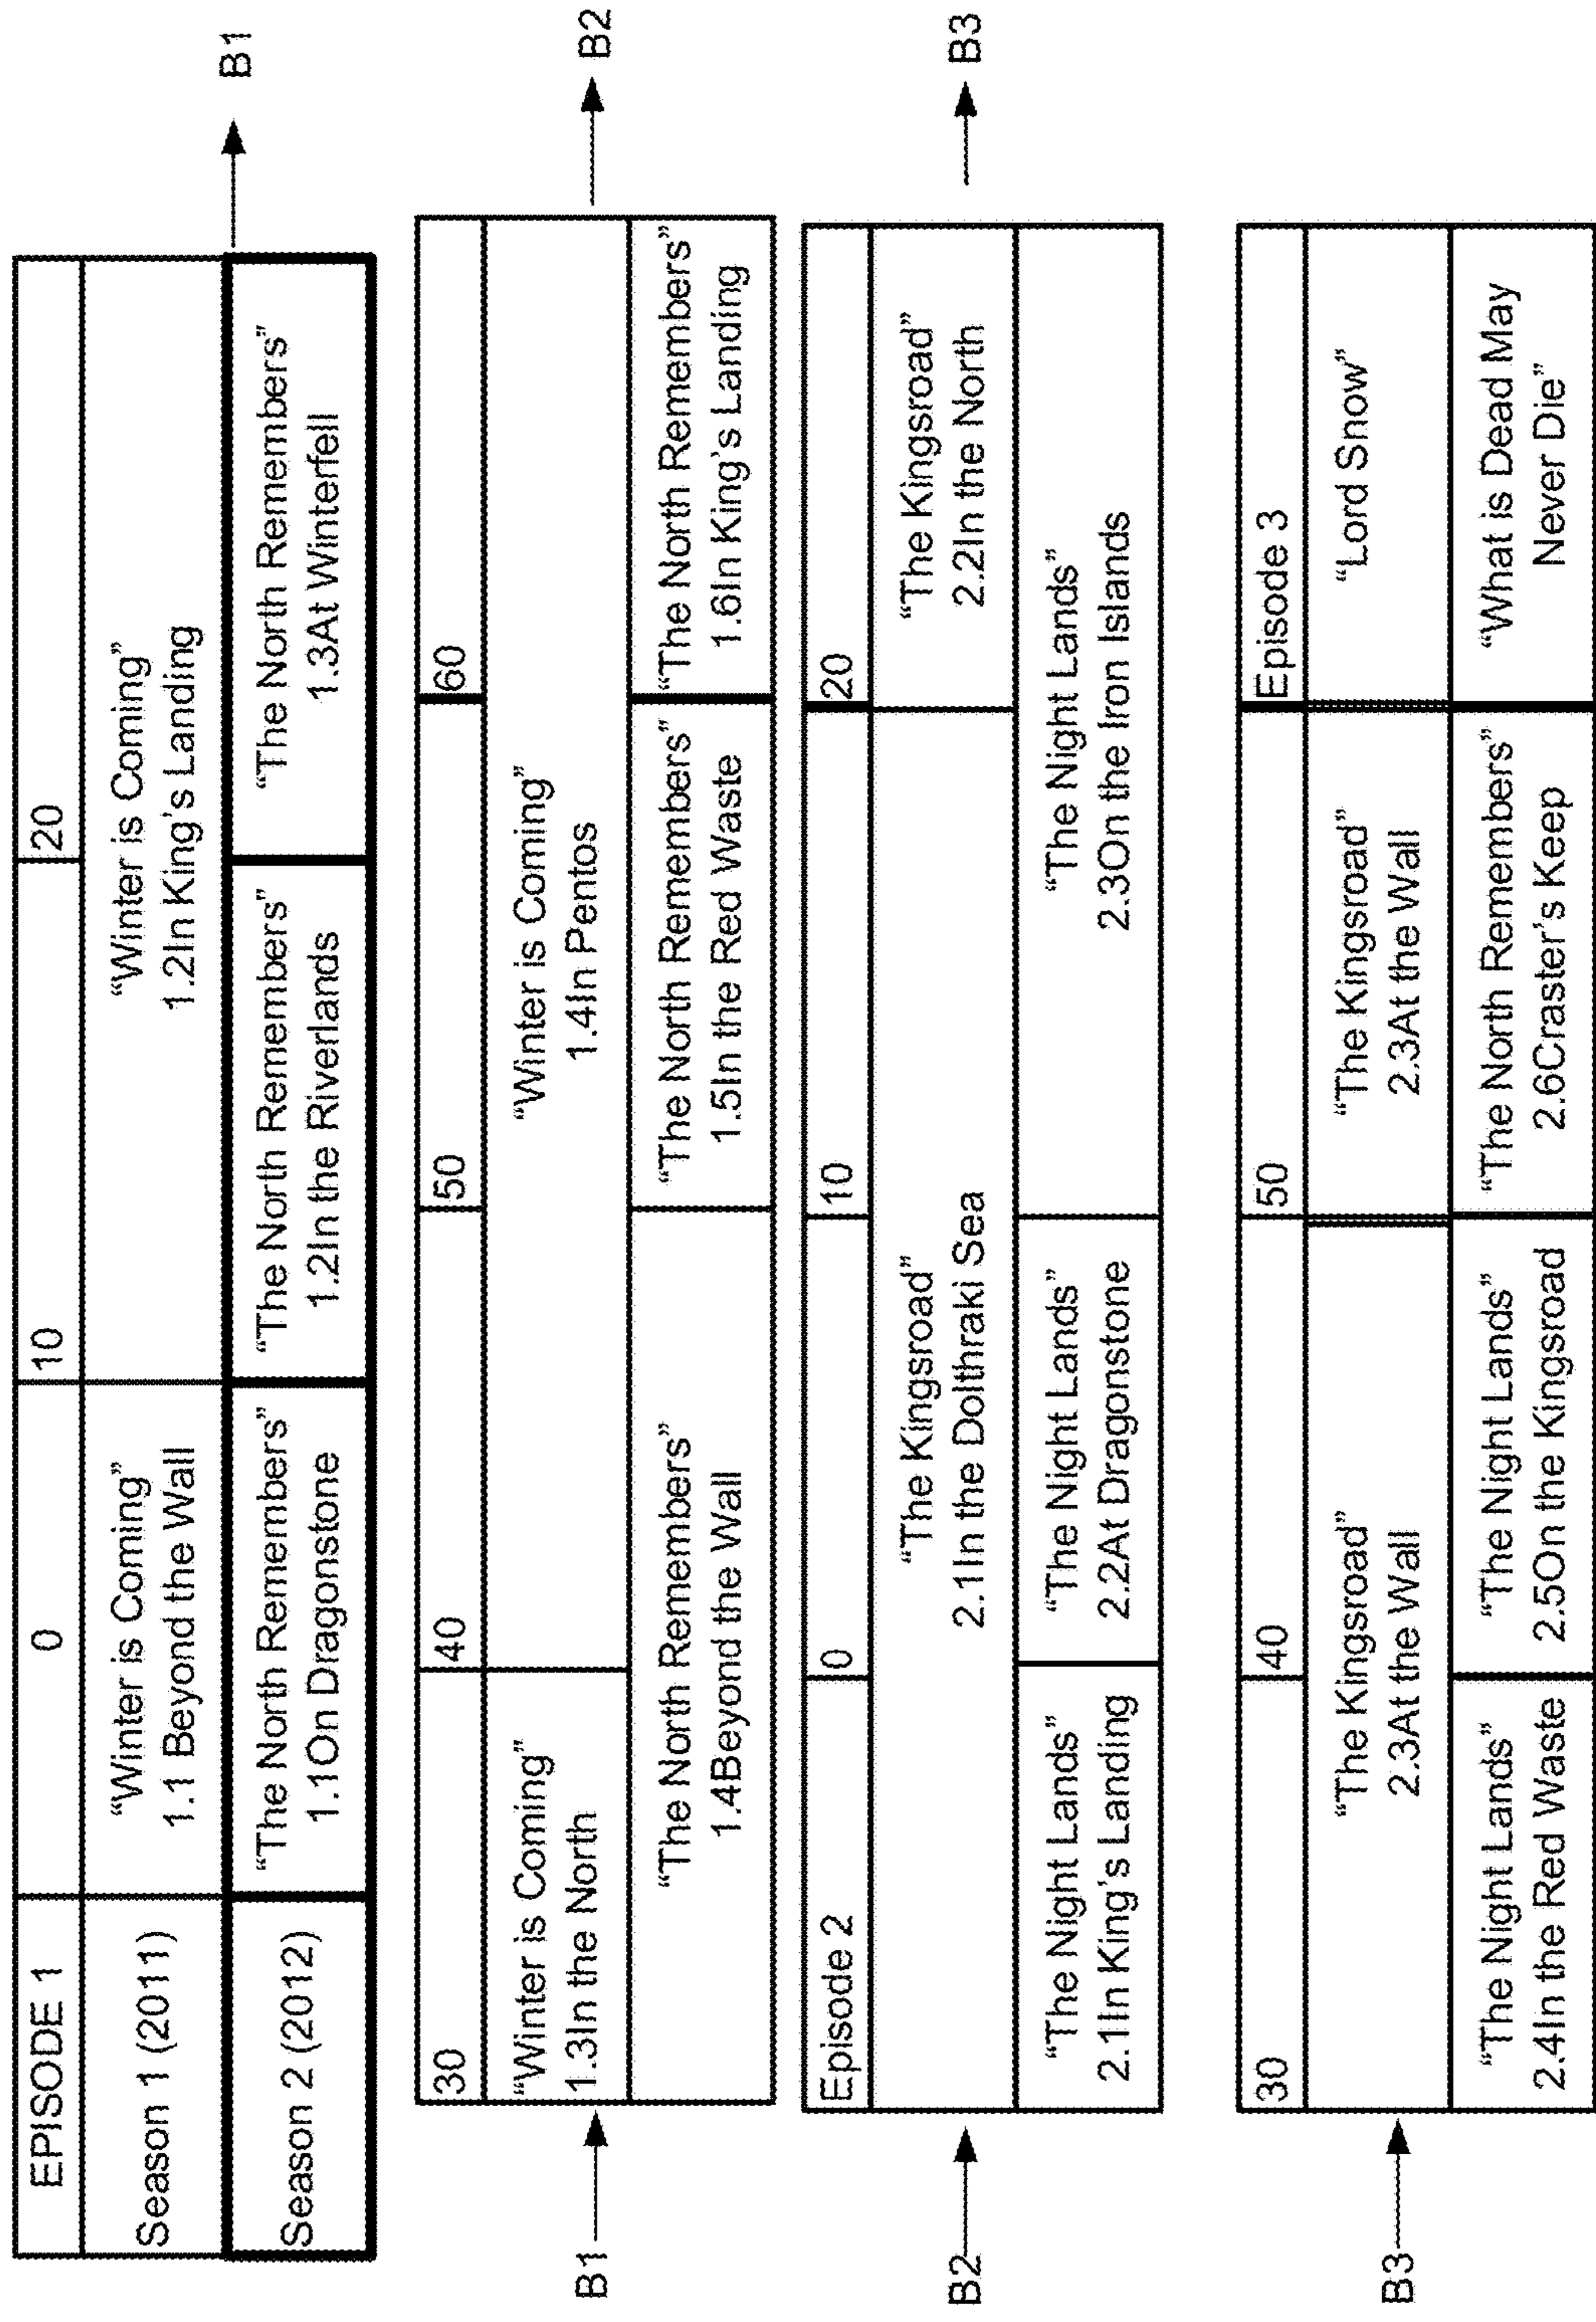 EPISODE 1
0
10
20
Season 1 (2011)
“Winter is Coming”
1.1 Beyond the Wall
“Winter is Coming”
1.2In King's Landing
Season 2 (2012)
“The North Remembers”
1.1On Dragonstone
“The North Remembers”
1.2In the Riverlands
“The North Remembers”
1.3At Winterfell
B1
B1
30
40
50
60
“Winter is Coming”
1.3In the North
“Winter is Coming”
1.4In Pentos
“The North Remembers”
1.4Beyond the Wall
“The North Remembers”
1.5In the Red Waste
“The North Remembers”
1.6In King's Landing
B2
B2
Episode 2
0
10
20
“The Kingsroad”
2.1In the Dolthraki Sea
“The Kingsroad”
2.2In the North
“The Night Lands”
2.1In King's Landing
“The Night Lands”
2.2At Dragonstone
“The Night Lands”
2.3On the Iron Islands
B3
B3
30
40
50
Episode 3
“The Kingsroad”
2.3At the Wall
“The Kingsroad”
2.3At the Wall
“Lord Snow”
“The Night Lands”
2.4In the Red Waste
“The Night Lands”
2.5On the Kingsroad
“The North Remembers”
2.6Craster's Keep
“What is Dead May
Never Die”